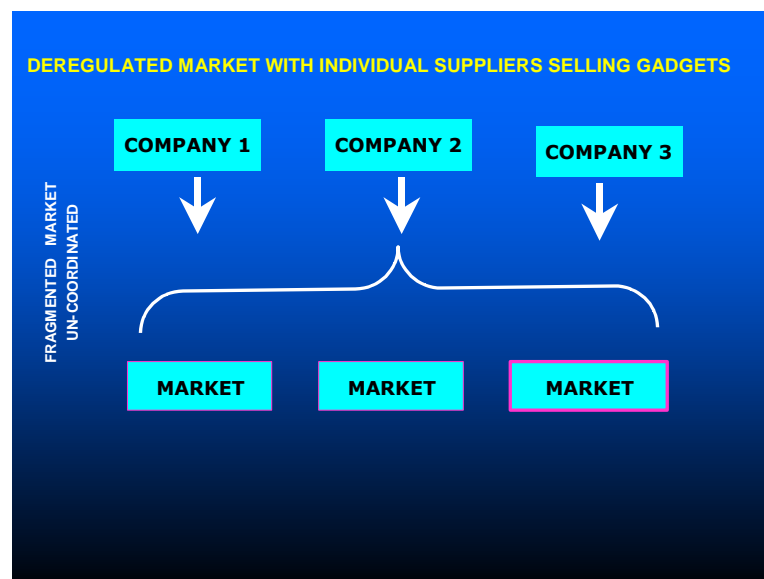 DEREGULATED MARKET WITH INDIVIDUAL SUPPLIERS SELLING GADGETS
COMPANY 1
COMPANY 2
COMPANY 3
FRAGMENTED MARKET
UN-COORDINATED
MARKET
MARKET
MARKET